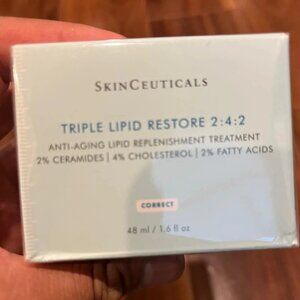 SKINCEUTICALS
TRIPLE LIPID RESTORE 2:4:2
ANTI-AGING LIPID REPLENISHMENT TREATMENT
2% CERAMIDES | 4% CHOLESTEROL | 2% FATTY ACIDS
CORRECT
48 ml / 1.6 fl oz